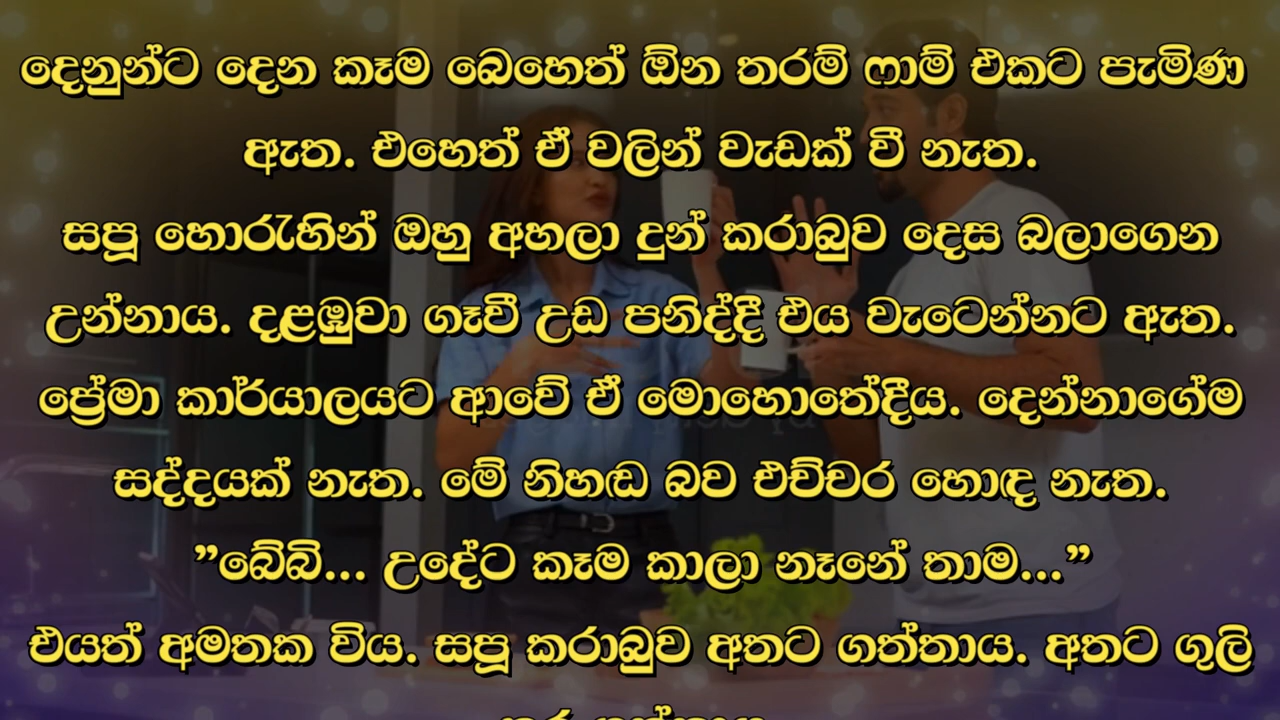 දෙනුන්ට දෙන කෑම බෙහෙත් ඕන තරම් ෆාම් එකට පැමිණ
ඇත. එහෙත් ඒ වලින් වැඩක් වී නැත.
සපූ හොරැහින් ඔහු අහලා දුන් කරාබුව දෙස බලාගෙන
උන්නාය. දළඹුවා ගෑවී උඩ පනිද්දී එය වැටෙන්නට ඇත.
ප්‍රේමා කාර්යාලයට ආවේ ඒ මොහොතේදීය. දෙන්නාගේම
සද්දයක් නැත. මේ නිහඬ බව එච්චර හොඳ නැත.
”බේබි... උදේට කෑම කාලා නෑනේ තාම...”
එයත් අමතක විය. සපූ කරාබුව අතට ගත්තාය. අතට ගුලි